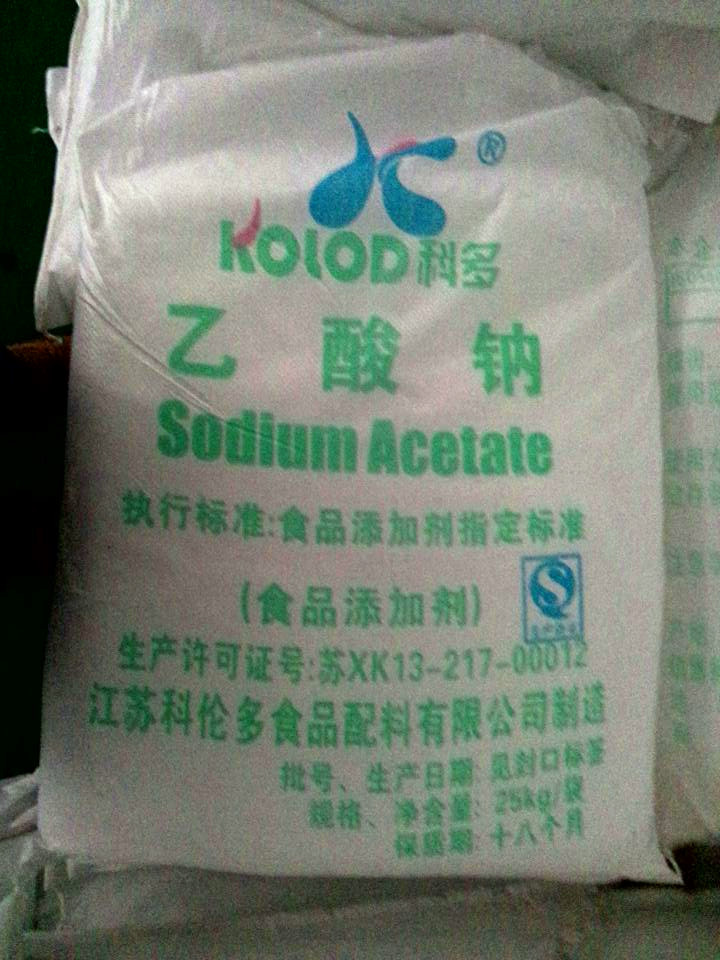 ®
KOLOD科多
乙酸钠
Sodium Acetate
执行标准:食品添加剂指定标准
(食品添加剂)
生产许可证号:苏XK13-217-00012
江苏科伦多食品配料有限公司制造
批号、生产日期: 见封口标签
规格、净含量: 25kg/袋
保质期: 十八个月